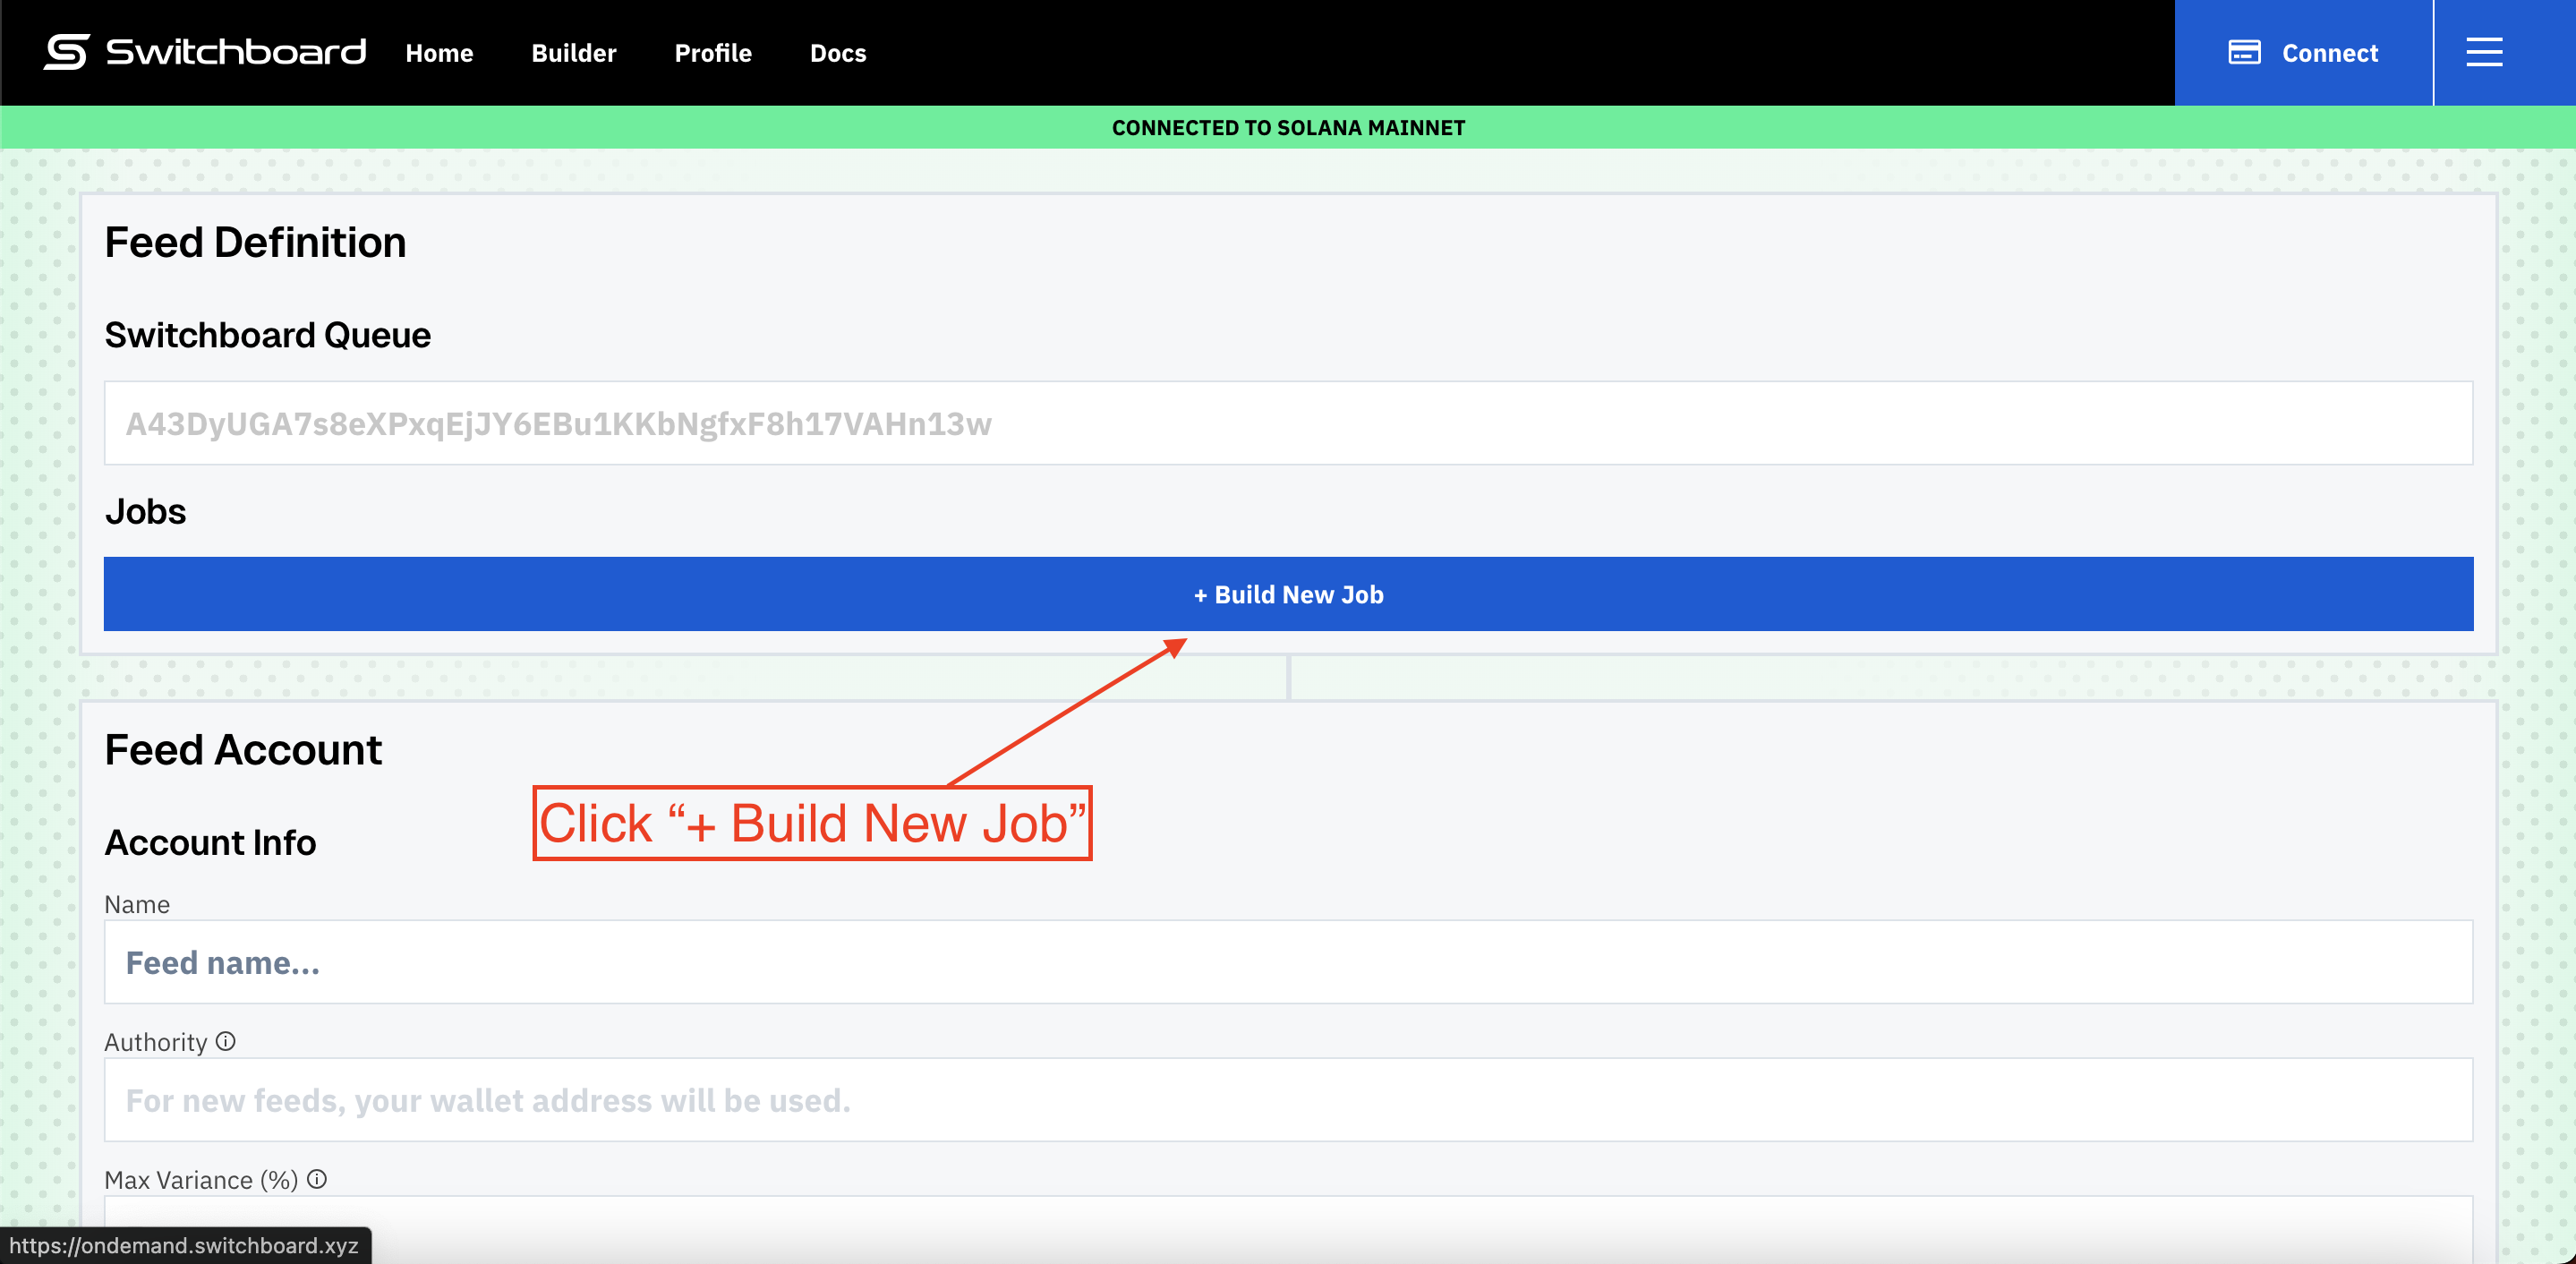 Switchboard Home Builder Profile Docs Connect
CONNECTED TO SOLANA MAINNET
Feed Definition
Switchboard Queue
A43DyUGA7s8eXPxqEjJY6EBu1KKbNgfxF8h17VAHn13w
Jobs
+ Build New Job
Feed Account
Click “+ Build New Job”
Account Info
Name
Feed name...
Authority
For new feeds, your wallet address will be used.
Max Variance (%)
https://ondemand.switchboard.xyz